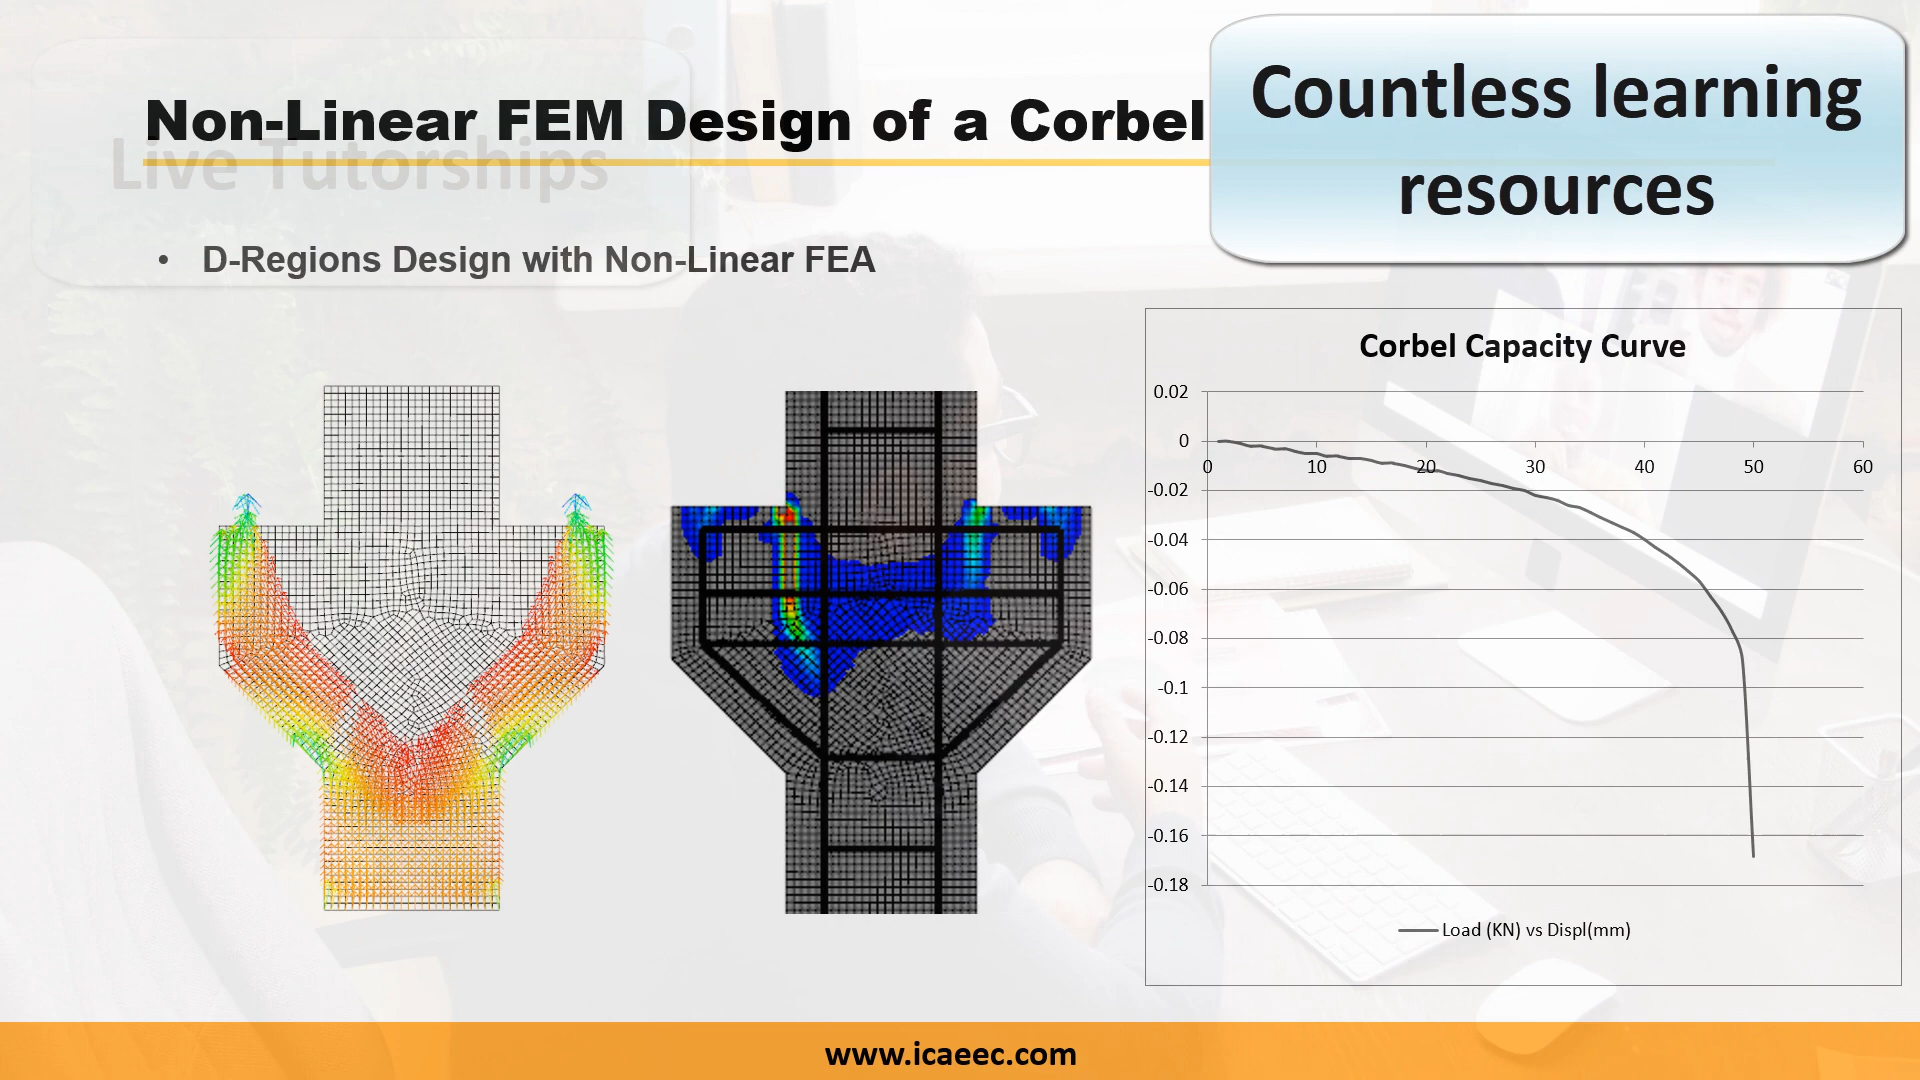 Non-Linear FEM Design of a Corbel
Live Tutorships
Countless learning
resources
• D-Regions Design with Non-Linear FEA
Corbel Capacity Curve
0.02
0
-0.02
-0.04
-0.06
-0.08
-0.1
-0.12
-0.14
-0.16
-0.18
0 10 20 30 40 50 60
Load (KN) vs Displ(mm)
www.icaeec.com